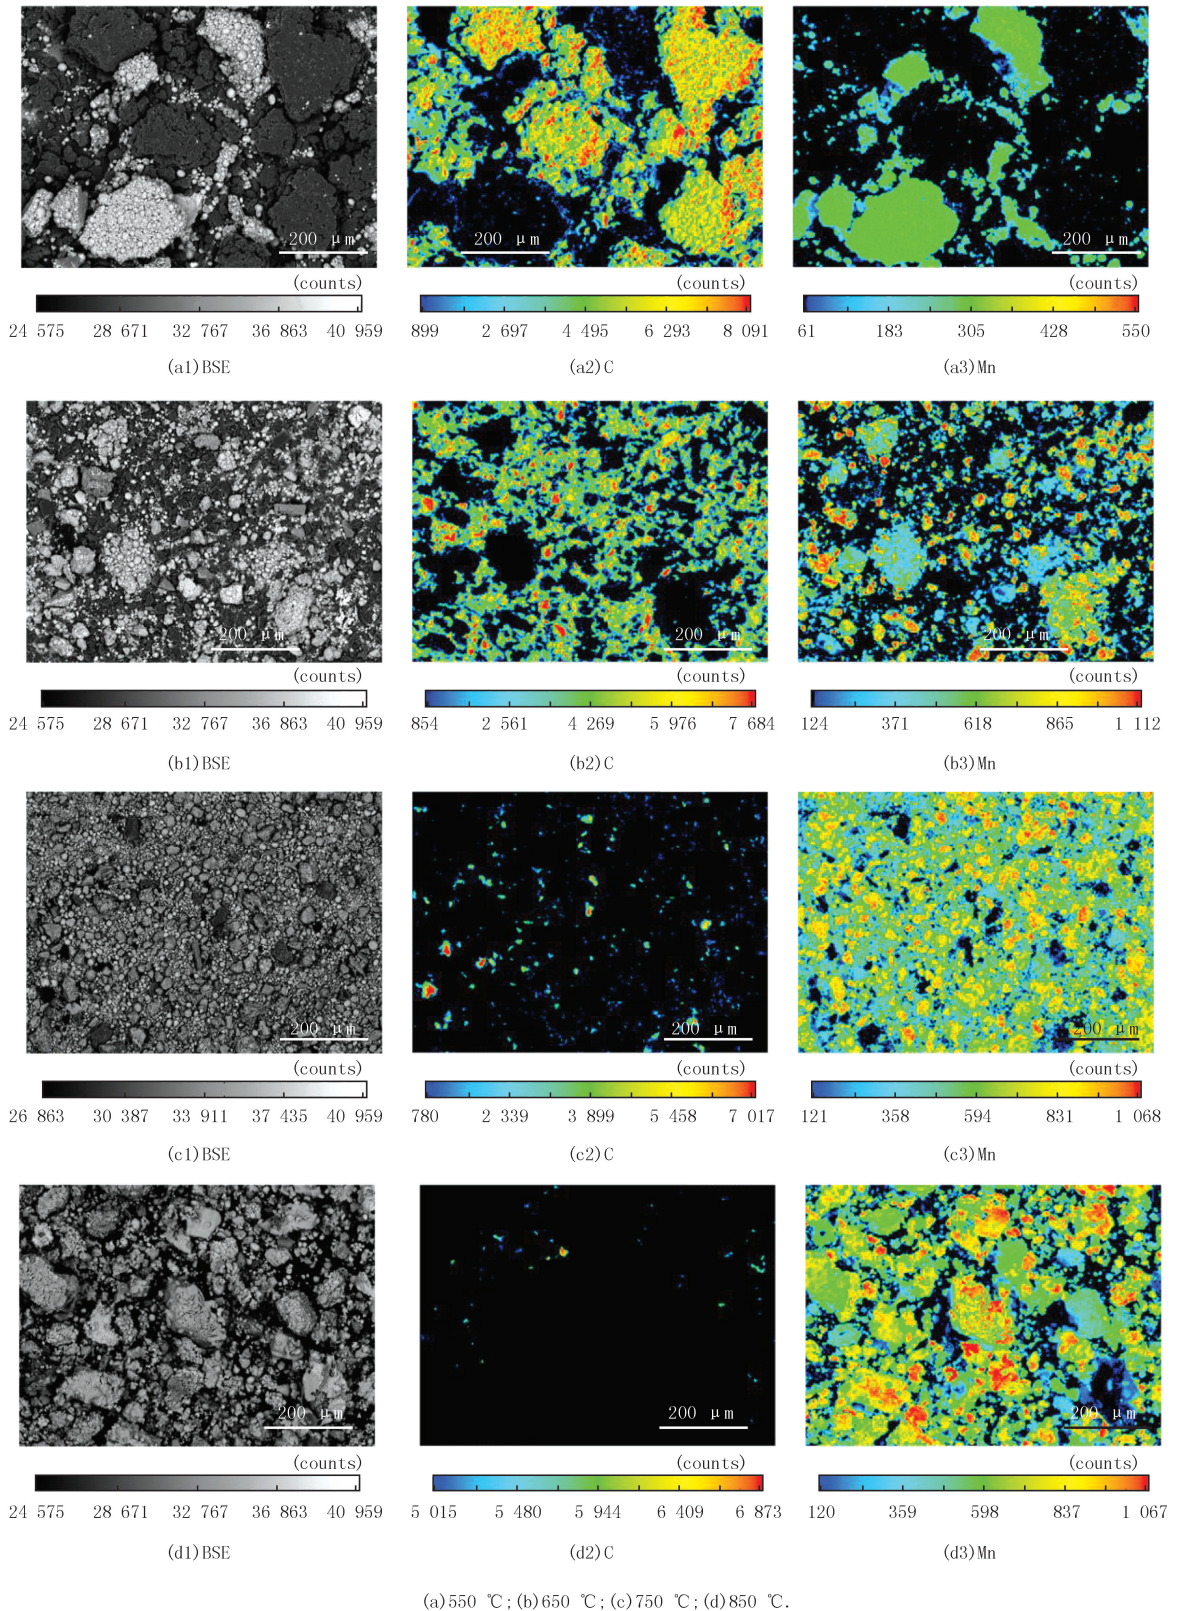 200 μm 200 μm 200 μm
(counts) (counts) (counts)
24 575 28 671 32 767 36 863 40 959 899 2 697 4 495 6 293 8 091 61 183 305 428 550
(a1)BSE (a2)C (a3)Mn
200 μm 200 μm 200 μm
(counts) (counts) (counts)
24 575 28 671 32 767 36 863 40 959 854 2 561 4 269 5 976 7 684 124 371 618 865 1 112
(b1)BSE (b2)C (b3)Mn
200 μm 200 μm 200 μm
(counts) (counts) (counts)
26 863 30 387 33 911 37 435 40 959 780 2 339 3 899 5 458 7 017 121 358 594 831 1 068
(c1)BSE (c2)C (c3)Mn
200 μm 200 μm 200 μm
(counts) (counts) (counts)
24 575 28 671 32 767 36 863 40 959 5 015 5 480 5 944 6 409 6 873 120 359 598 837 1 067
(d1)BSE (d2)C (d3)Mn
(a)550 ℃;(b)650 ℃;(c)750 ℃;(d)850 ℃.